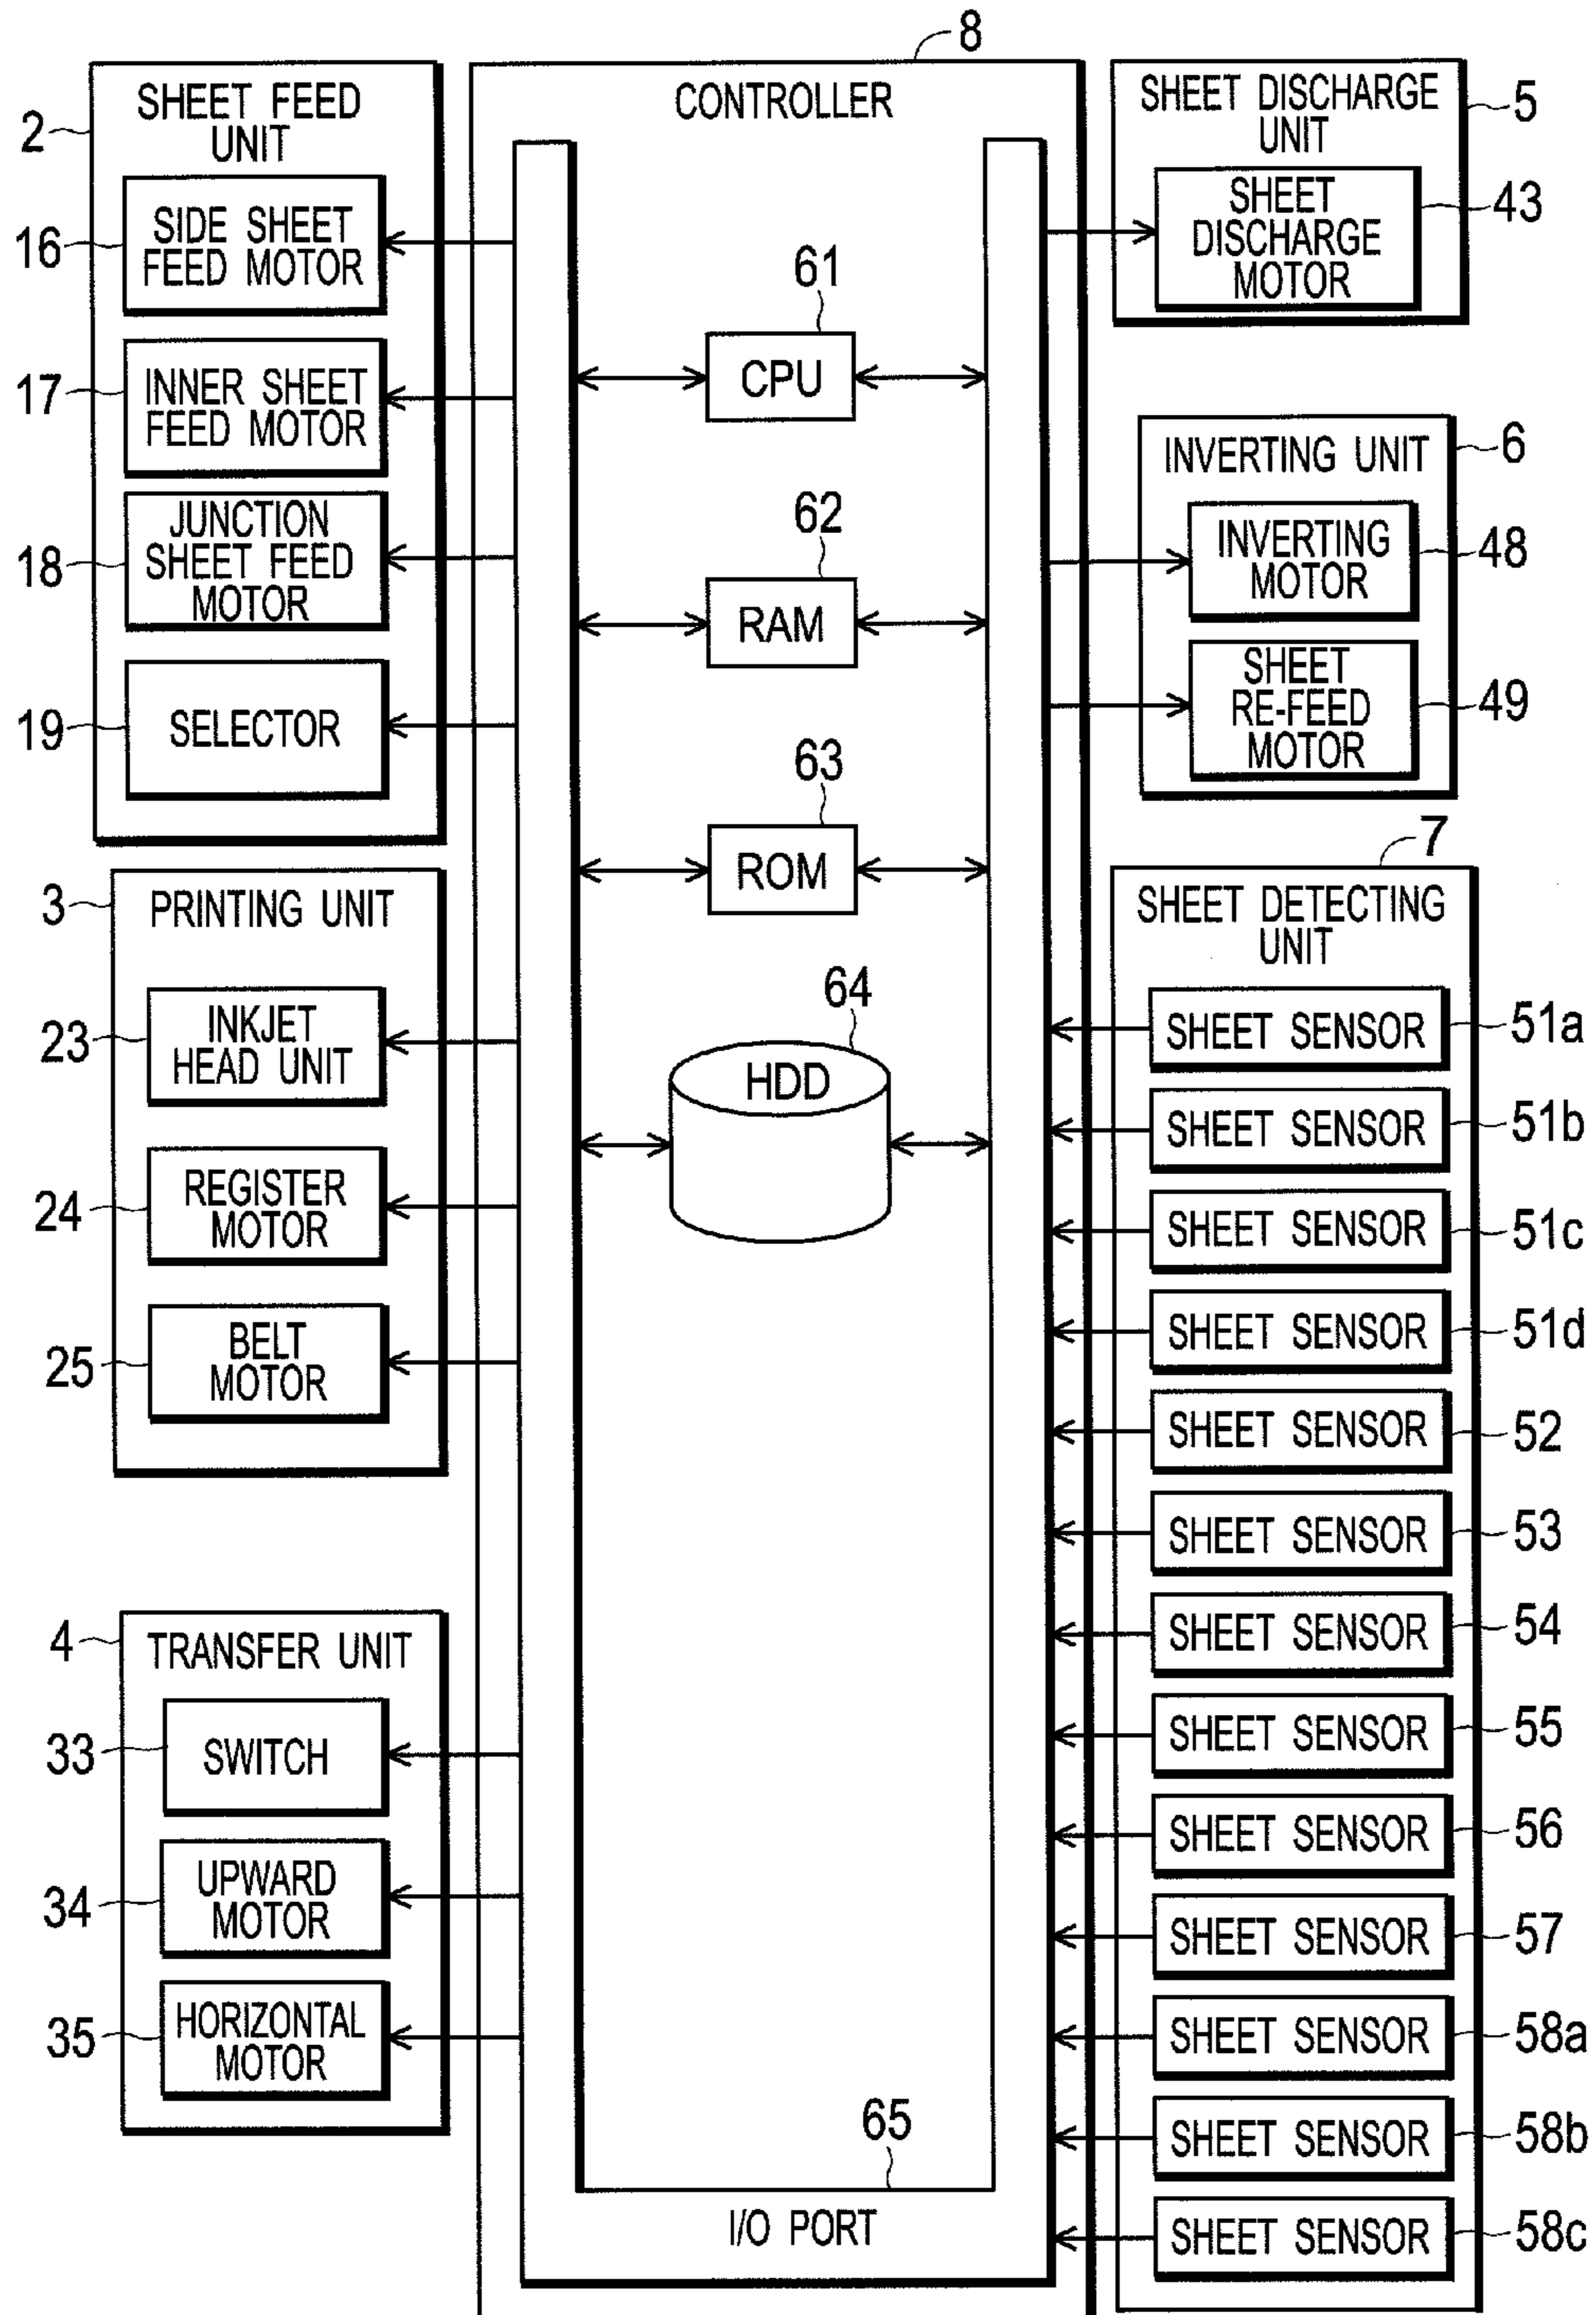 8
CONTROLLER
2
SHEET FEED
UNIT
16
SIDE SHEET
FEED MOTOR
17
INNER SHEET
FEED MOTOR
18
JUNCTION
SHEET FEED
MOTOR
19
SELECTOR
3
PRINTING UNIT
23
INKJET
HEAD UNIT
24
REGISTER
MOTOR
25
BELT
MOTOR
4
TRANSFER UNIT
33
SWITCH
34
UPWARD
MOTOR
35
HORIZONTAL
MOTOR
61
CPU
62
RAM
63
ROM
64
HDD
65
I/O PORT
SHEET DISCHARGE
UNIT
5
SHEET
DISCHARGE
MOTOR
43
INVERTING UNIT
6
INVERTING
MOTOR
48
SHEET
RE-FEED
MOTOR
49
7
SHEET DETECTING
UNIT
SHEET SENSOR 51a
SHEET SENSOR 51b
SHEET SENSOR 51c
SHEET SENSOR 51d
SHEET SENSOR 52
SHEET SENSOR 53
SHEET SENSOR 54
SHEET SENSOR 55
SHEET SENSOR 56
SHEET SENSOR 57
SHEET SENSOR 58a
SHEET SENSOR 58b
SHEET SENSOR 58c